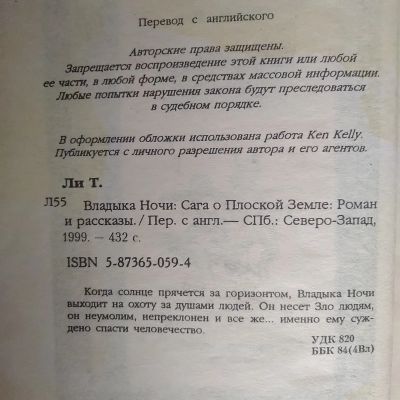 Перевод с английского
Авторские права защищены.
Запрещается воспроизведение этой книги или любой
ее части, в любой форме, в средствах массовой информации.
Любые попытки нарушения закона будут преследоваться
в судебном порядке.
В оформлении обложки использована работа Ken Kelly.
Публикуется с личного разрешения автора и его агентов.
Ли Т.
Л55 Владыка Ночи: Сага о Плоской Земле: Роман
и рассказы./ Пер. с англ.— СПб.: Северо-Запад,
1999. — 432 с.
ISBN 5-87365-059-4
Когда солнце прячется за горизонтом, Владыка Ночи
выходит на охоту за душами людей. Он несет Зло людям,
он неумолим, непреклонен и все же... именно ему суж-
дено спасти человечество.
УДК 820
ББК 84(4Вл)